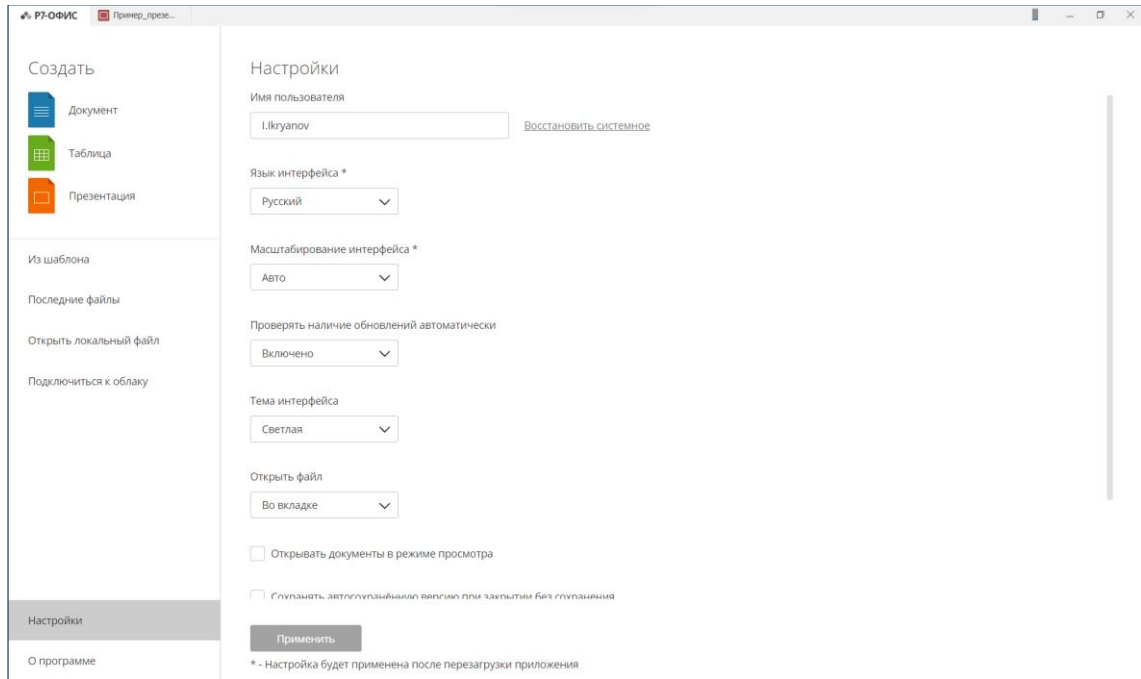 Р7-ОФИС
Пример_презе...
Создать
Документ
Таблица
Презентация
Из шаблона
Последние файлы
Открыть локальный файл
Подключиться к облаку
Настройки
О программе
Настройки
Имя пользователя
I.Ikryanov
Восстановить системное
Язык интерфейса *
Русский
Масштабирование интерфейса *
Авто
Проверять наличие обновлений автоматически
Включено
Тема интерфейса
Светлая
Открыть файл
Во вкладке
Открывать документы в режиме просмотра
Сохранять автосохранённую версию при закрытии без сохранения
Применить
* - Настройка будет применена после перезагрузки приложения